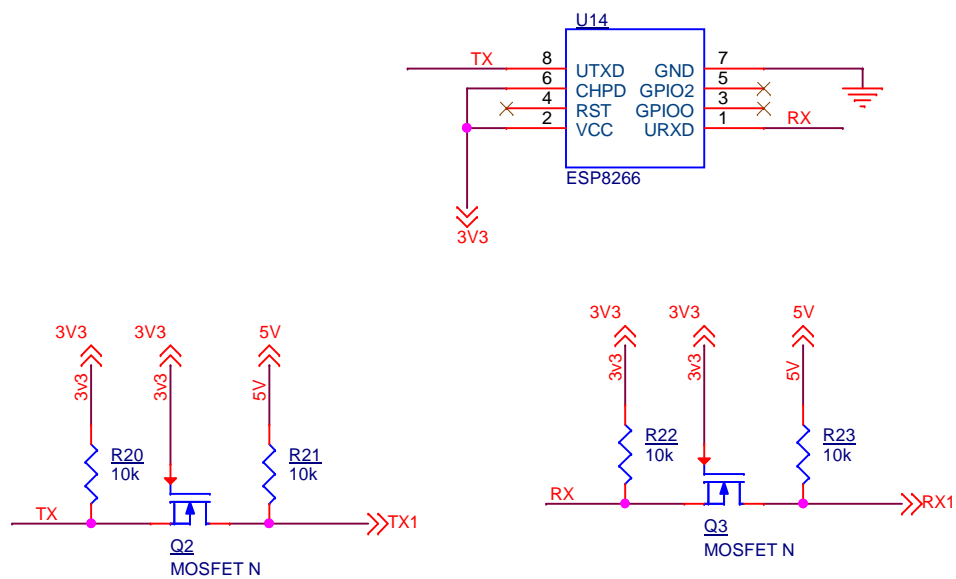 U14
TX 8 UTXD GND 7
6 CHPD GPIO2 5
4 RST GPIOO 3
2 VCC URXD 1 RX
ESP8266
3V3
3V3 3V3 5V
3v3 3v3 5V
R20 10k
R21 10k
TX TX1
Q2
MOSFET N
3V3 3V3 5V
3v3 3v3 5V
R22 10k
R23 10k
RX RX1
Q3
MOSFET N